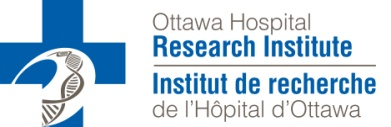 Ottawa Hospital
Research Institute
Institut de recherche
de l'Hôpital d'Ottawa